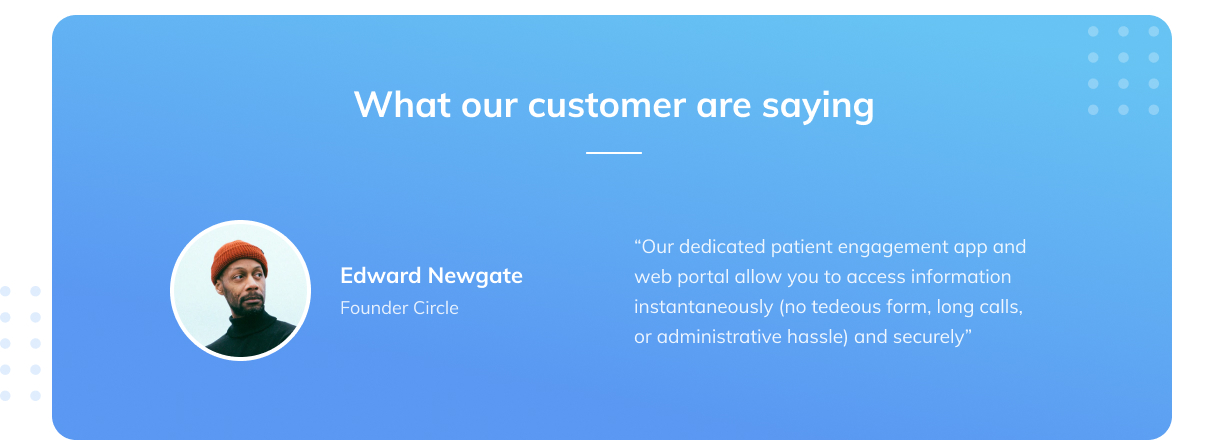 What our customer are saying
Edward Newgate
Founder Circle
“Our dedicated patient engagement app and
web portal allow you to access information
instantaneously (no tedeous form, long calls,
or administrative hassle) and securely”